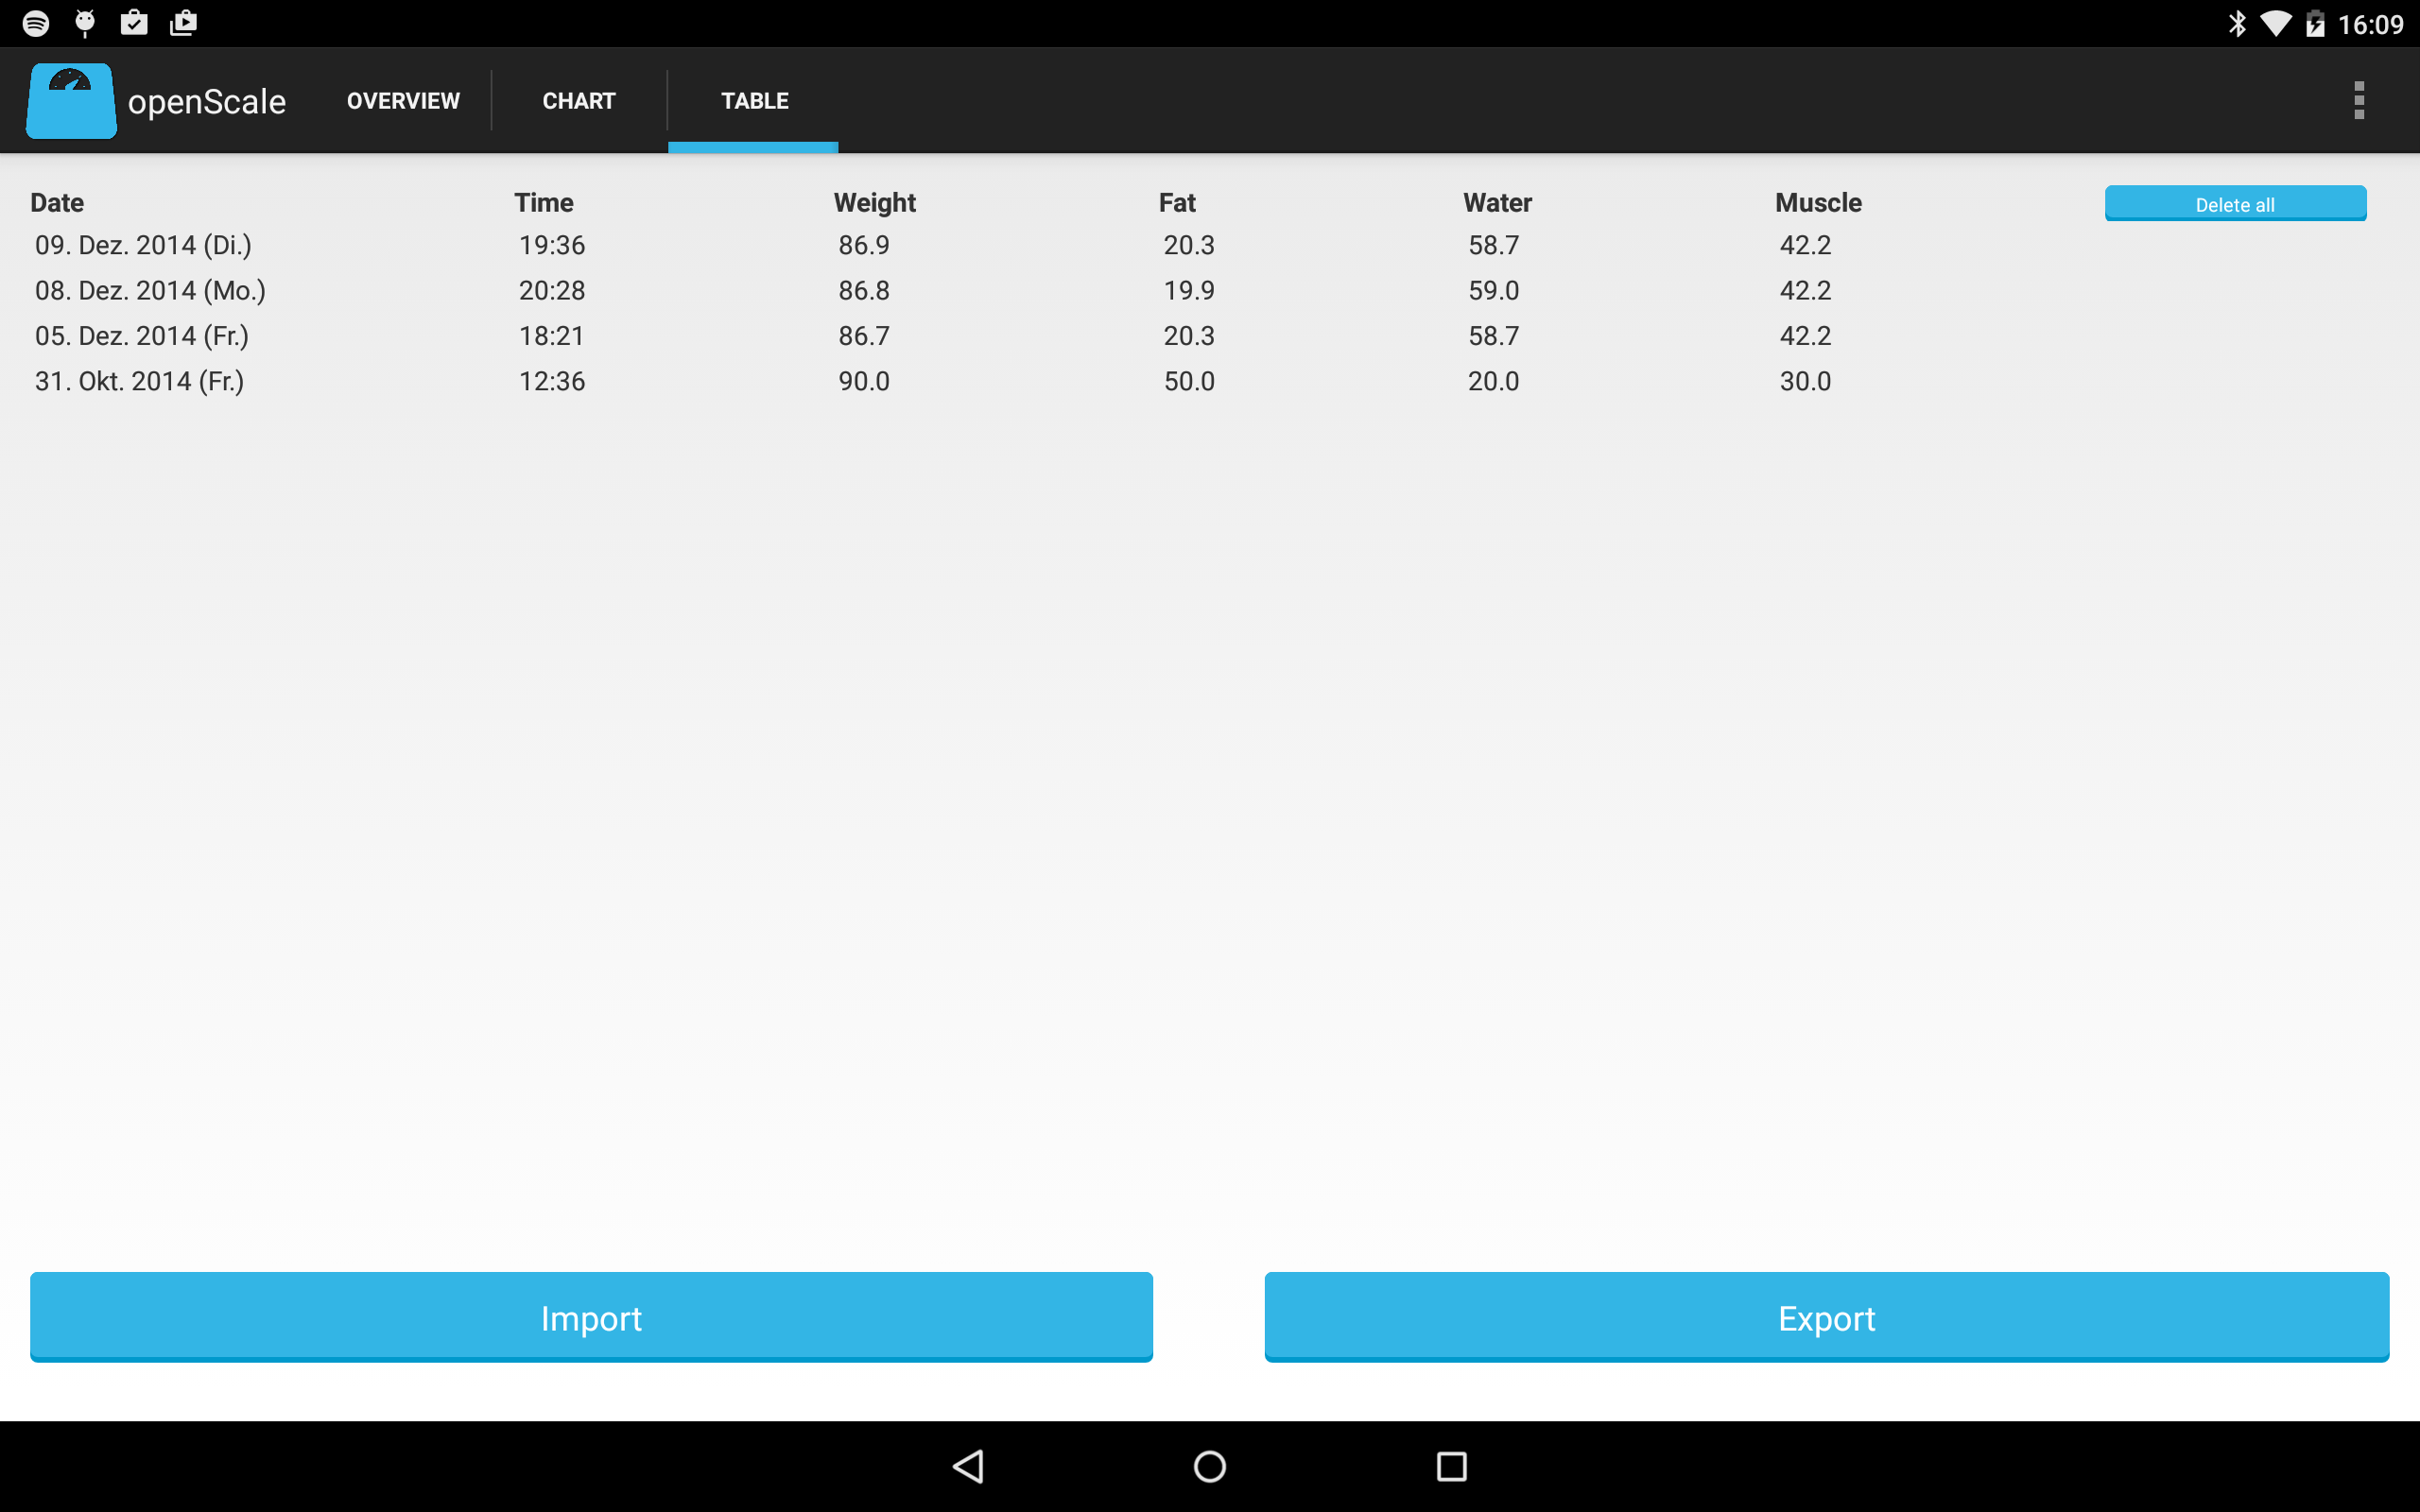 16:09
openScale OVERVIEW CHART TABLE
Date Time Weight Fat Water Muscle Delete all
09. Dez. 2014 (Di.) 19:36 86.9 20.3 58.7 42.2
08. Dez. 2014 (Mo.) 20:28 86.8 19.9 59.0 42.2
05. Dez. 2014 (Fr.) 18:21 86.7 20.3 58.7 42.2
31. Okt. 2014 (Fr.) 12:36 90.0 50.0 20.0 30.0
Import Export